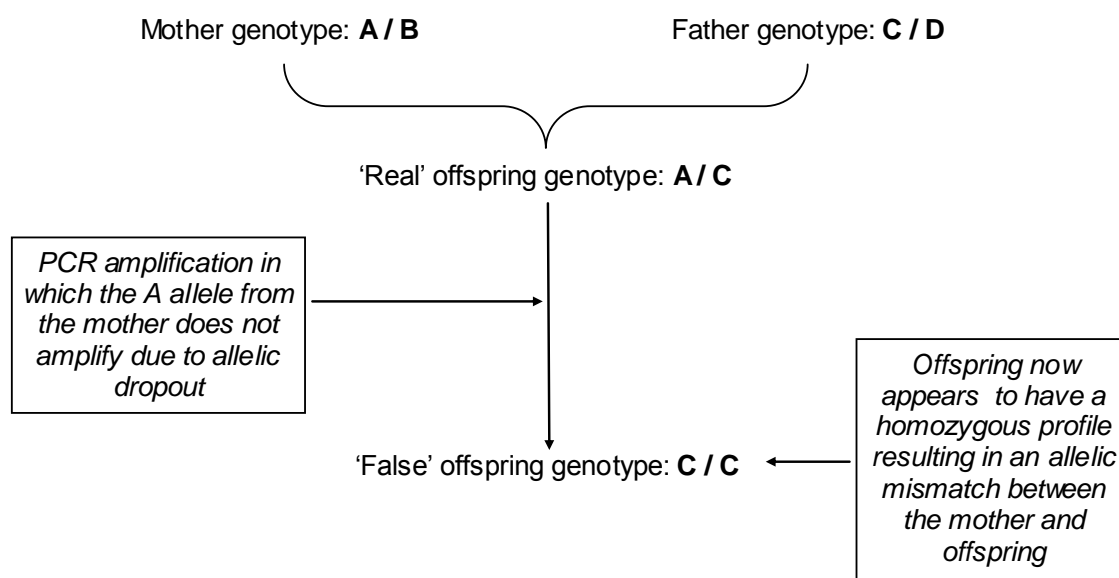 Mother genotype: A / B
Father genotype: C / D
‘Real’ offspring genotype: A / C
PCR amplification in
which the A allele from
the mother does not
amplify due to allelic
dropout
Offspring now
appears to have a
homozygous profile
resulting in an allelic
mismatch between
the mother and
offspring
‘False’ offspring genotype: C / C